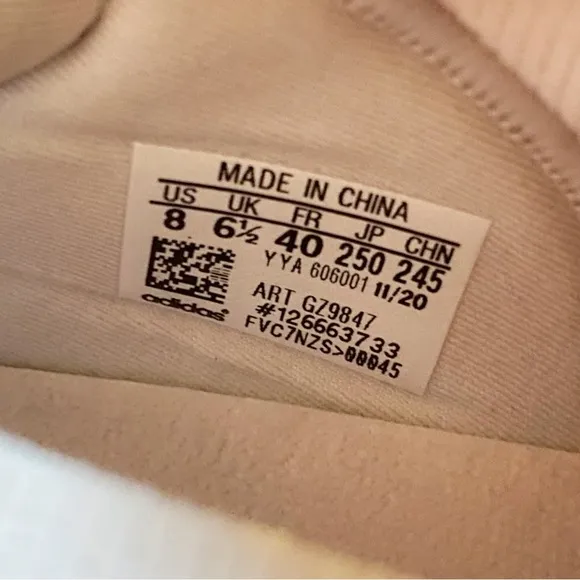 MADE IN CHINA
US UK FR JP CHN
8 6½ 40 250 245
YYA 606001 11/20
ART GZ9847
#126663733
FVC7NZS>00045
adidas